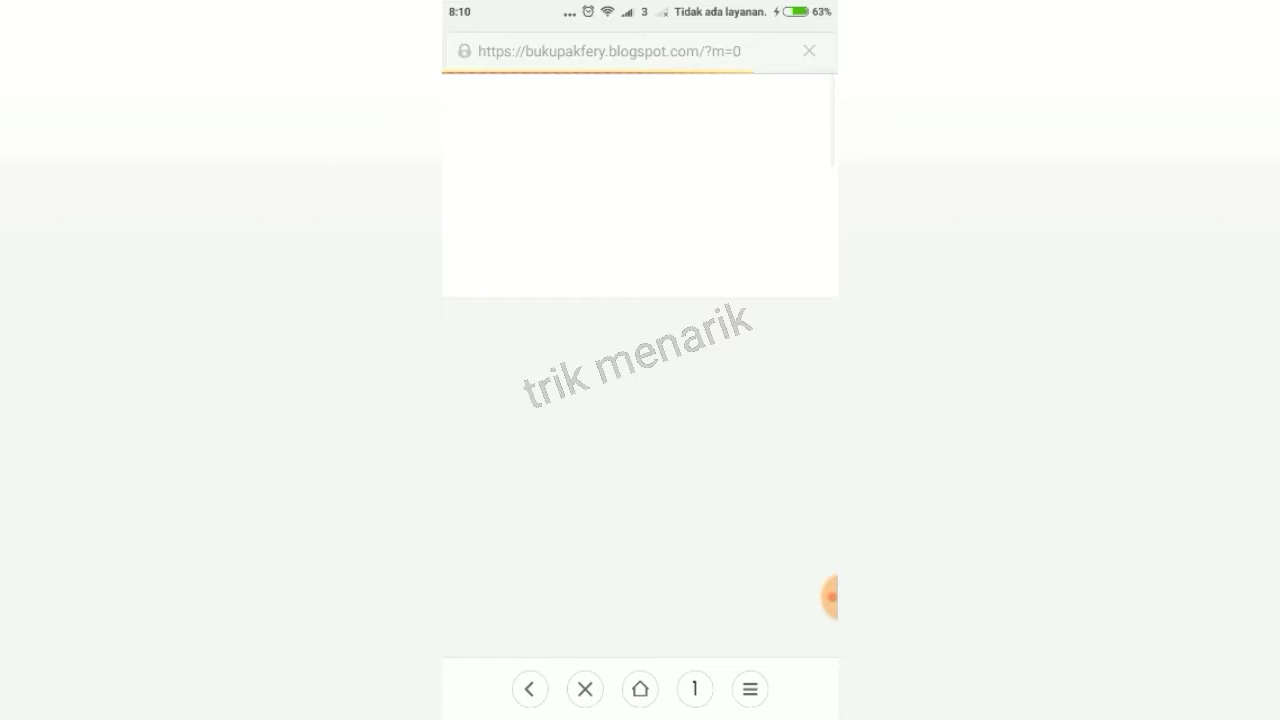 8:10 ... 3 Tidak ada layanan. 63%
https://bukupakfery.blogspot.com/?m=0
trik menarik
1